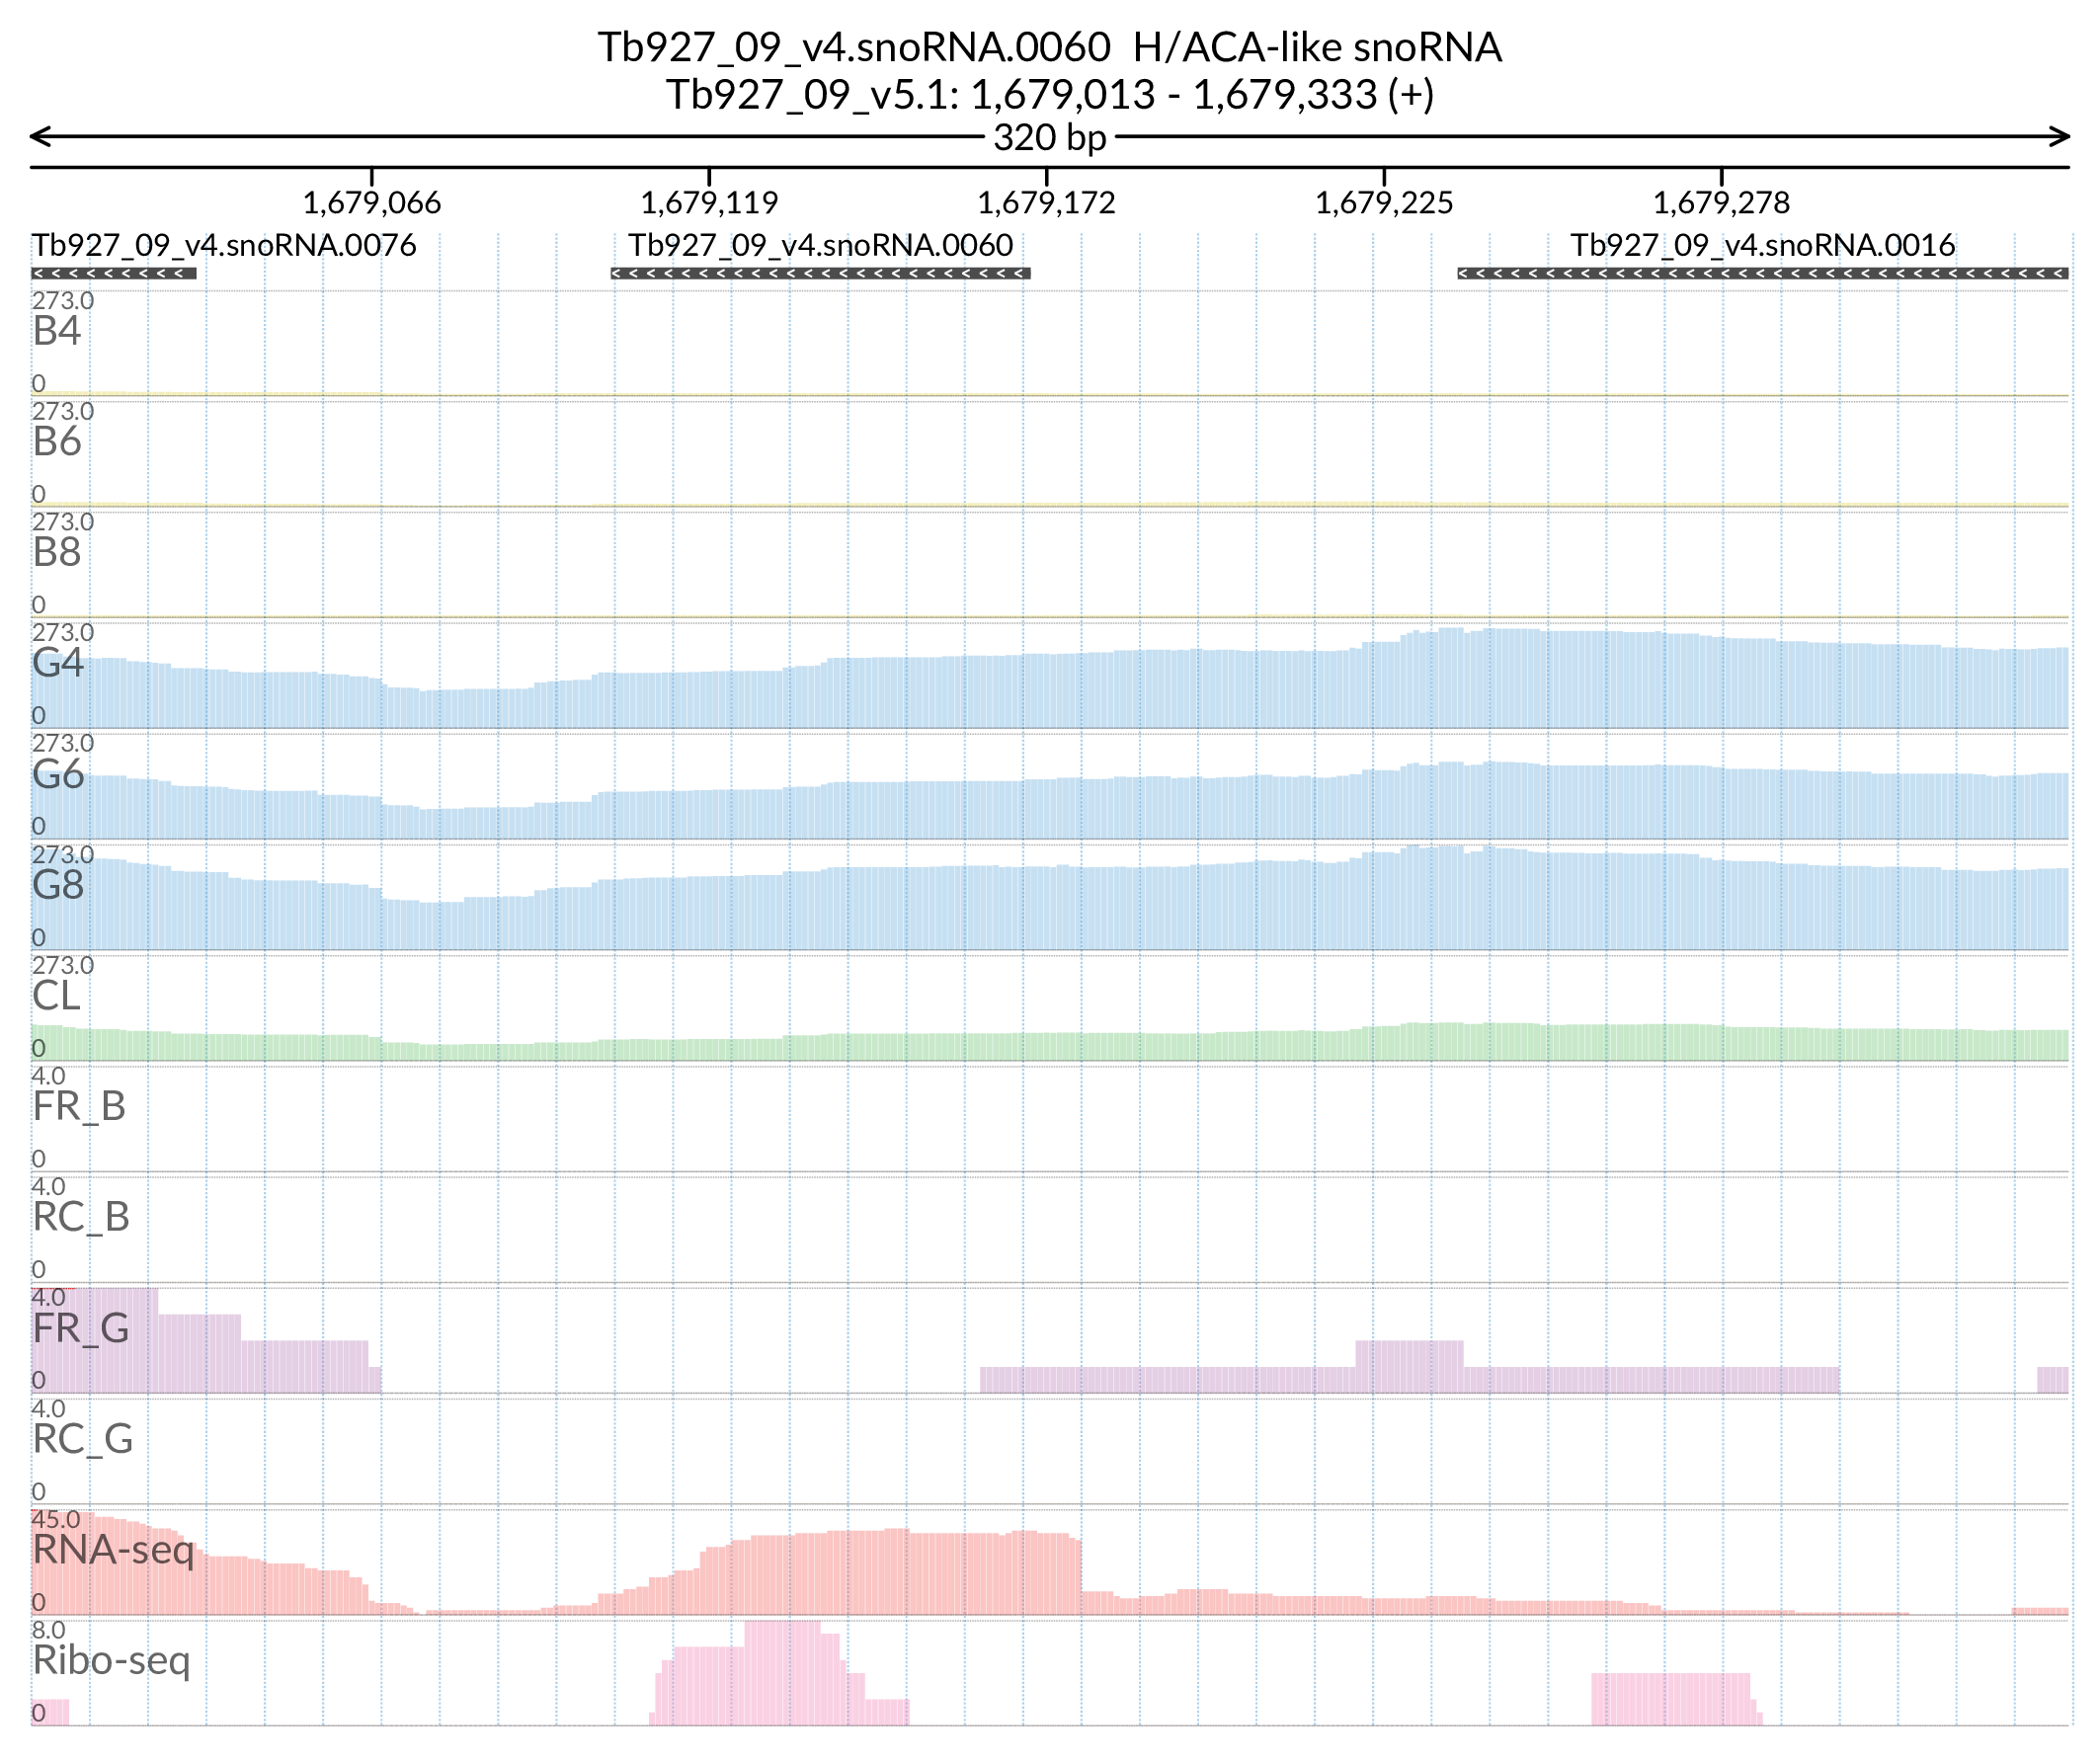 Tb927_09_v4.snoRNA.0060 H/ACA-like snoRNA
Tb927_09_v5.1: 1,679,013 - 1,679,333 (+)
320 bp
1,679,066 1,679,119 1,679,172 1,679,225 1,679,278
Tb927_09_v4.snoRNA.0076 Tb927_09_v4.snoRNA.0060 Tb927_09_v4.snoRNA.0016
273.0
B4
0
273.0
B6
0
273.0
B8
0
273.0
G4
0
273.0
G6
0
273.0
G8
0
273.0
CL
0
4.0
FR_B
0
4.0
RC_B
0
4.0
FR_G
0
4.0
RC_G
0
45.0
RNA-seq
0
8.0
Ribo-seq
0